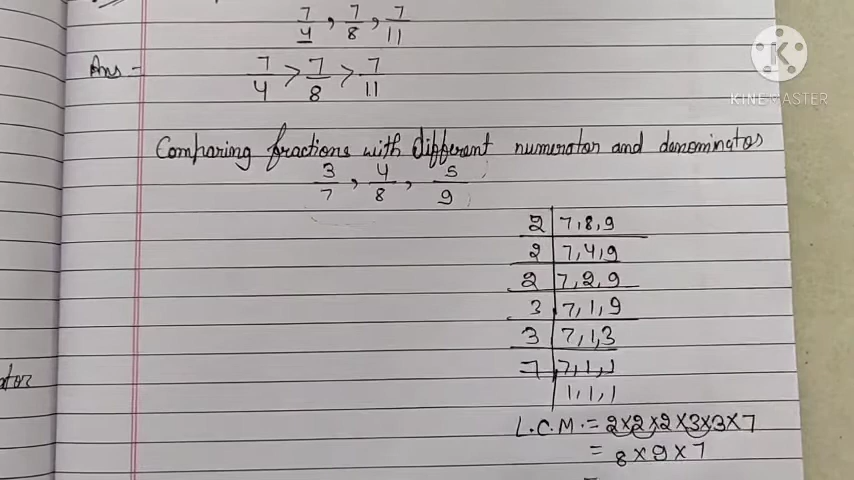 7/4, 7/8, 7/11
KINEMASTER
Ans - 7/4 > 7/8 > 7/11
Comparing fractions with different numerator and denominator
3/7, 4/8, 5/9
2 | 7, 8, 9
2 | 7, 4, 9
2 | 7, 2, 9
3 | 7, 1, 9
3 | 7, 1, 3
7 | 7, 1, 1
| 1, 1, 1
L.C.M. = 2×2×2×3×3×7
= 8×9×7
=